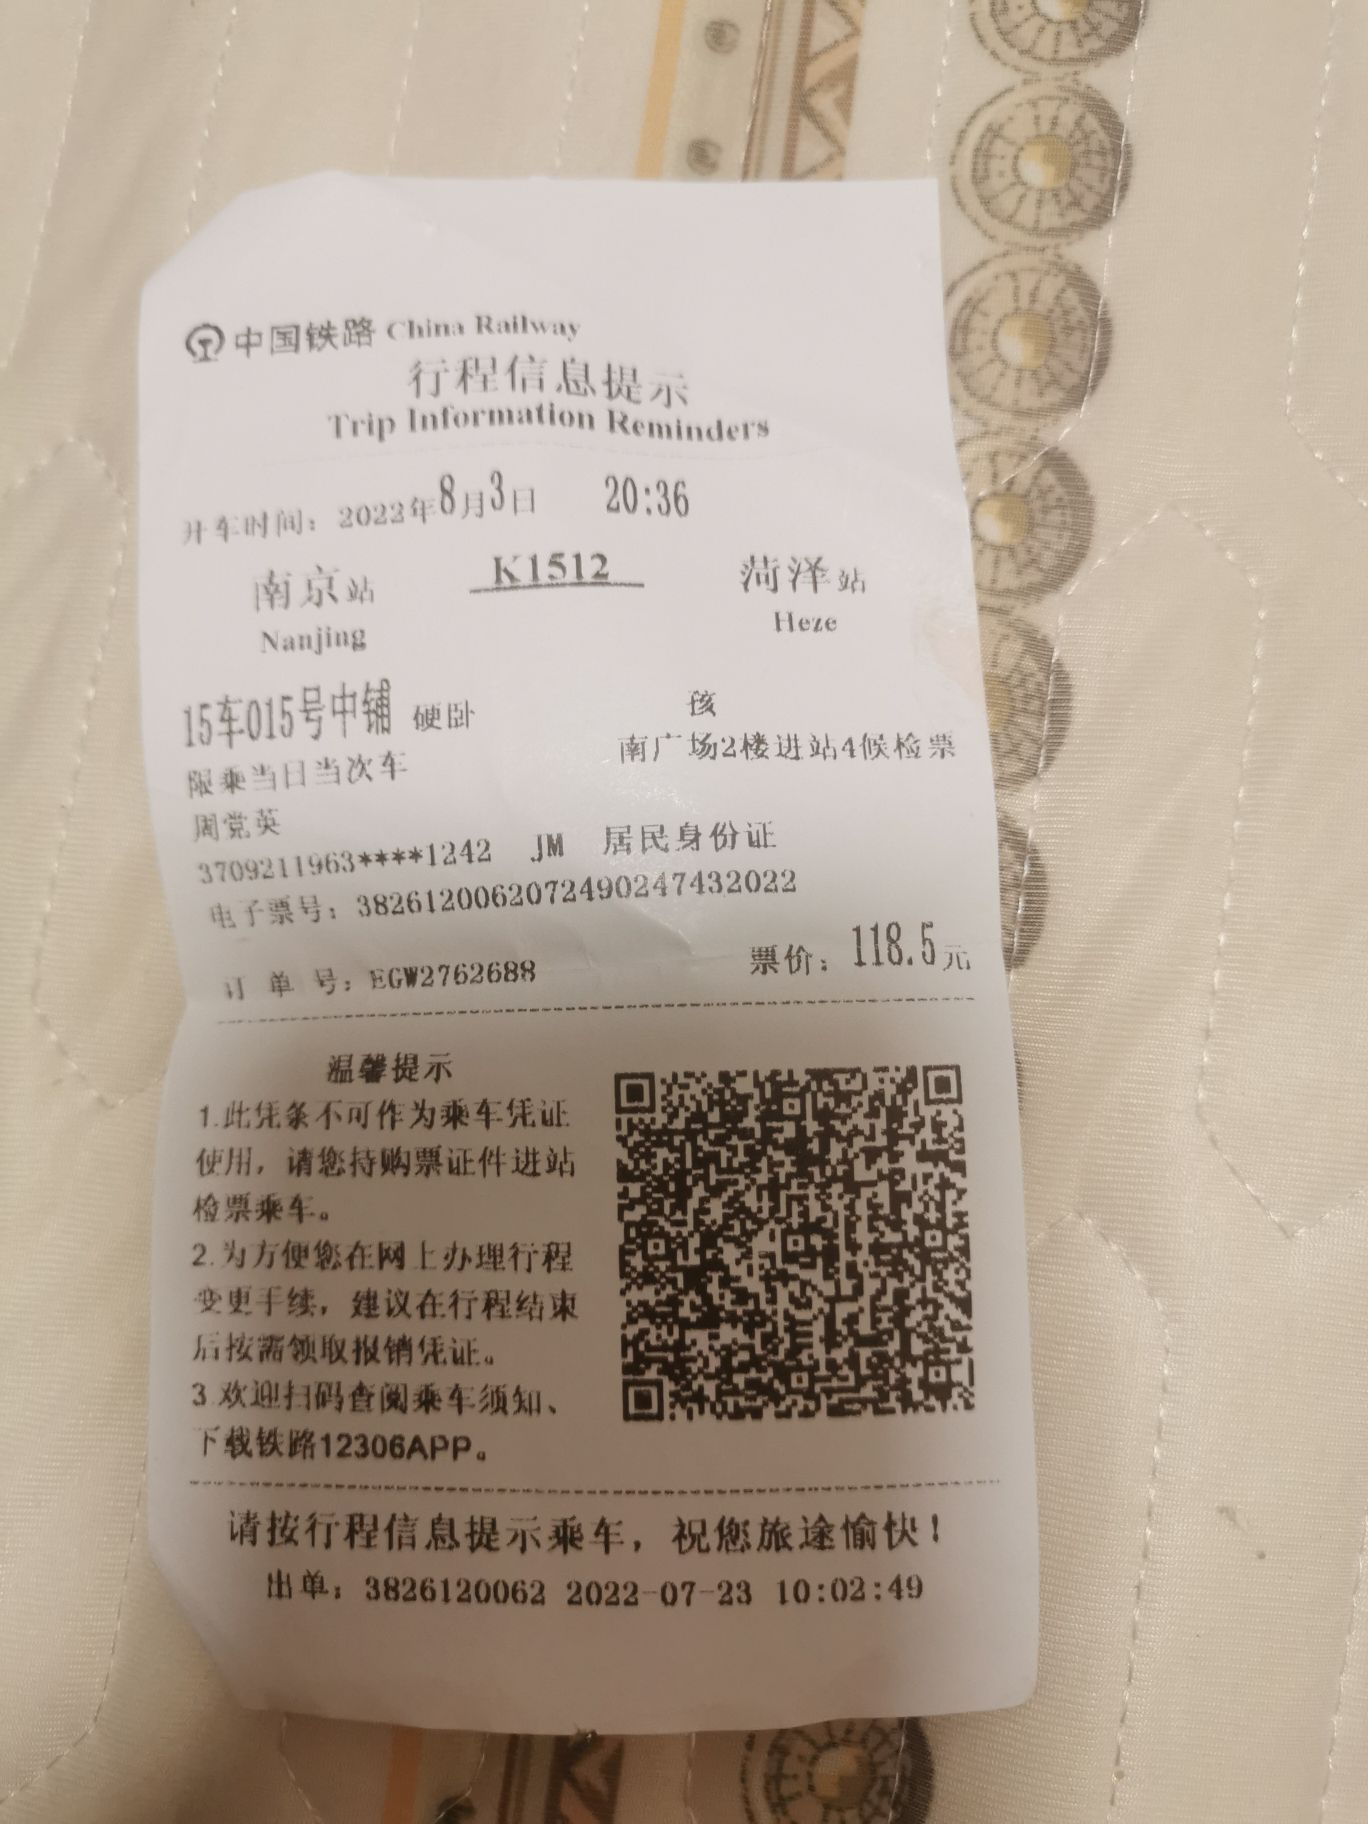 中国铁路 China Railway
行程信息提示
Trip Information Reminders
开车时间：2022年8月3日 20:36
南京站 K1512 菏泽站
Nanjing Heze
15车015号中铺 硬卧 孩
限乘当日当次车 南广场2楼进站4候检票
周党英
3709211963****1242 JM 居民身份证
电子票号：3826120062072490247432022
订单号：EGW2762688 票价：118.5元
温馨提示
1.此凭条不可作为乘车凭证
使用，请您持购票证件进站
检票乘车。
2.为方便您在网上办理行程
变更手续，建议在行程结束
后按需领取报销凭证。
3.欢迎扫码查阅乘车须知、
下载铁路12306APP。
请按行程信息提示乘车，祝您旅途愉快！
出单：3826120062 2022-07-23 10:02:49